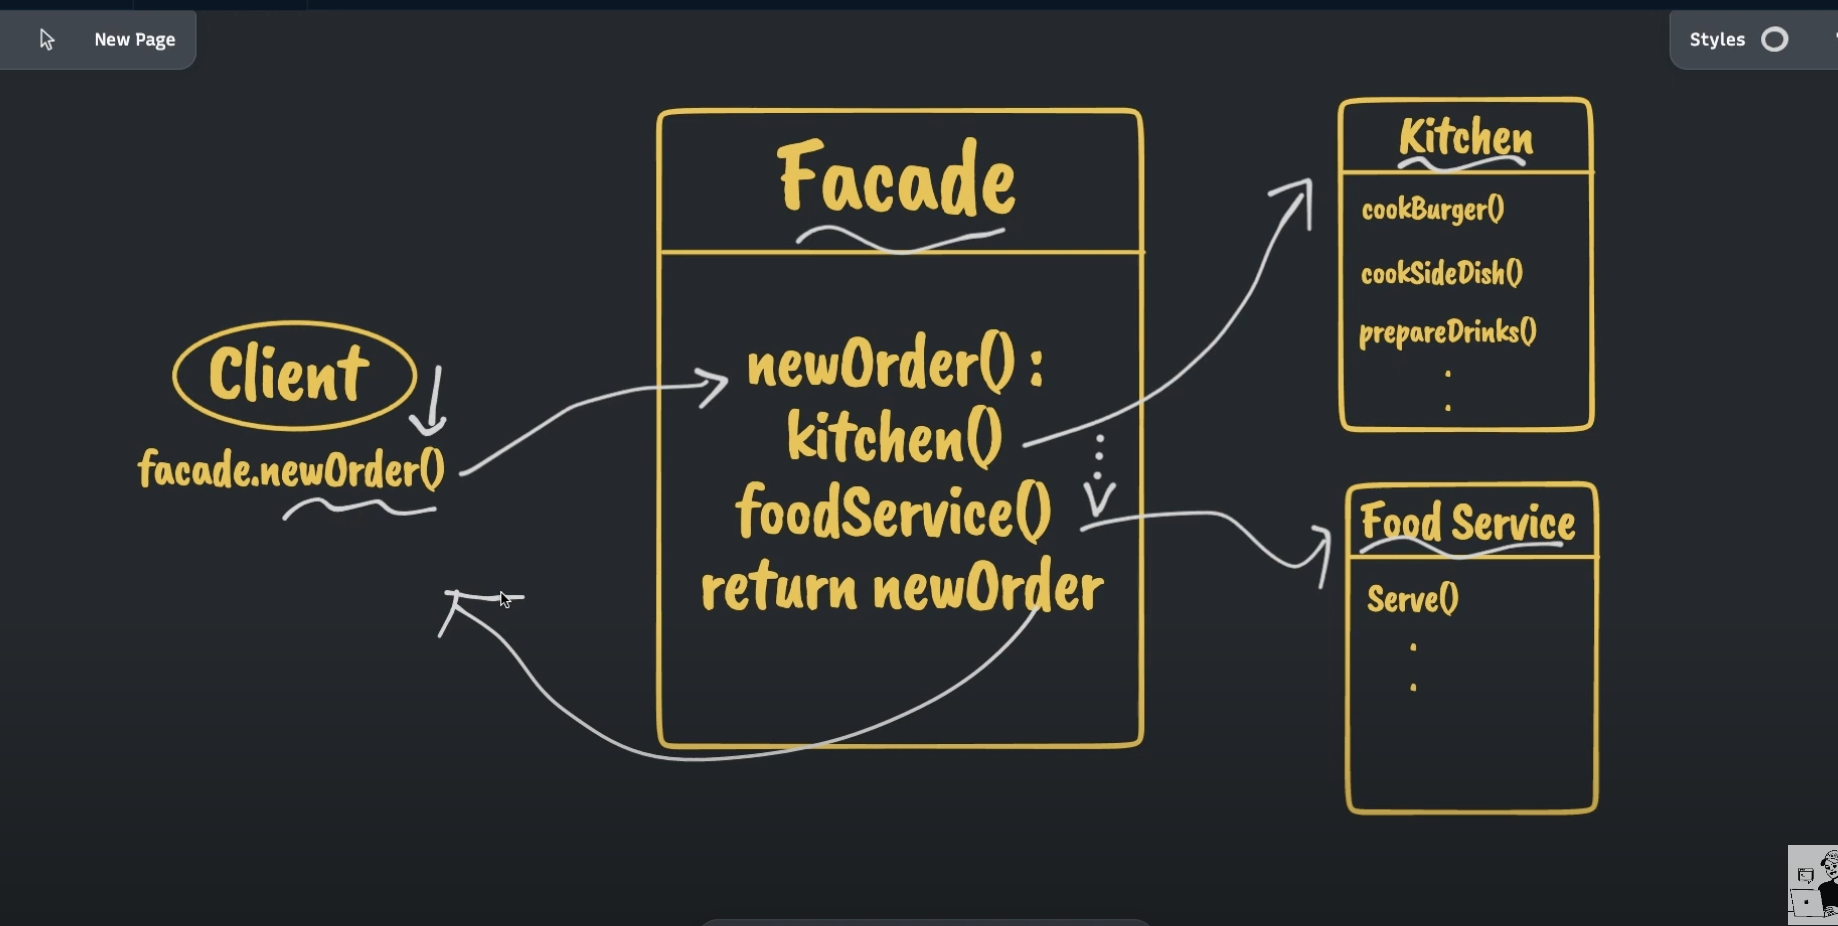 New Page
Styles
Facade
newOrder() :
kitchen()
foodService()
return newOrder
Client
facade.newOrder()
Kitchen
cookBurger()
cookSideDish()
prepareDrinks()
.
.
Food Service
Serve()
.
.